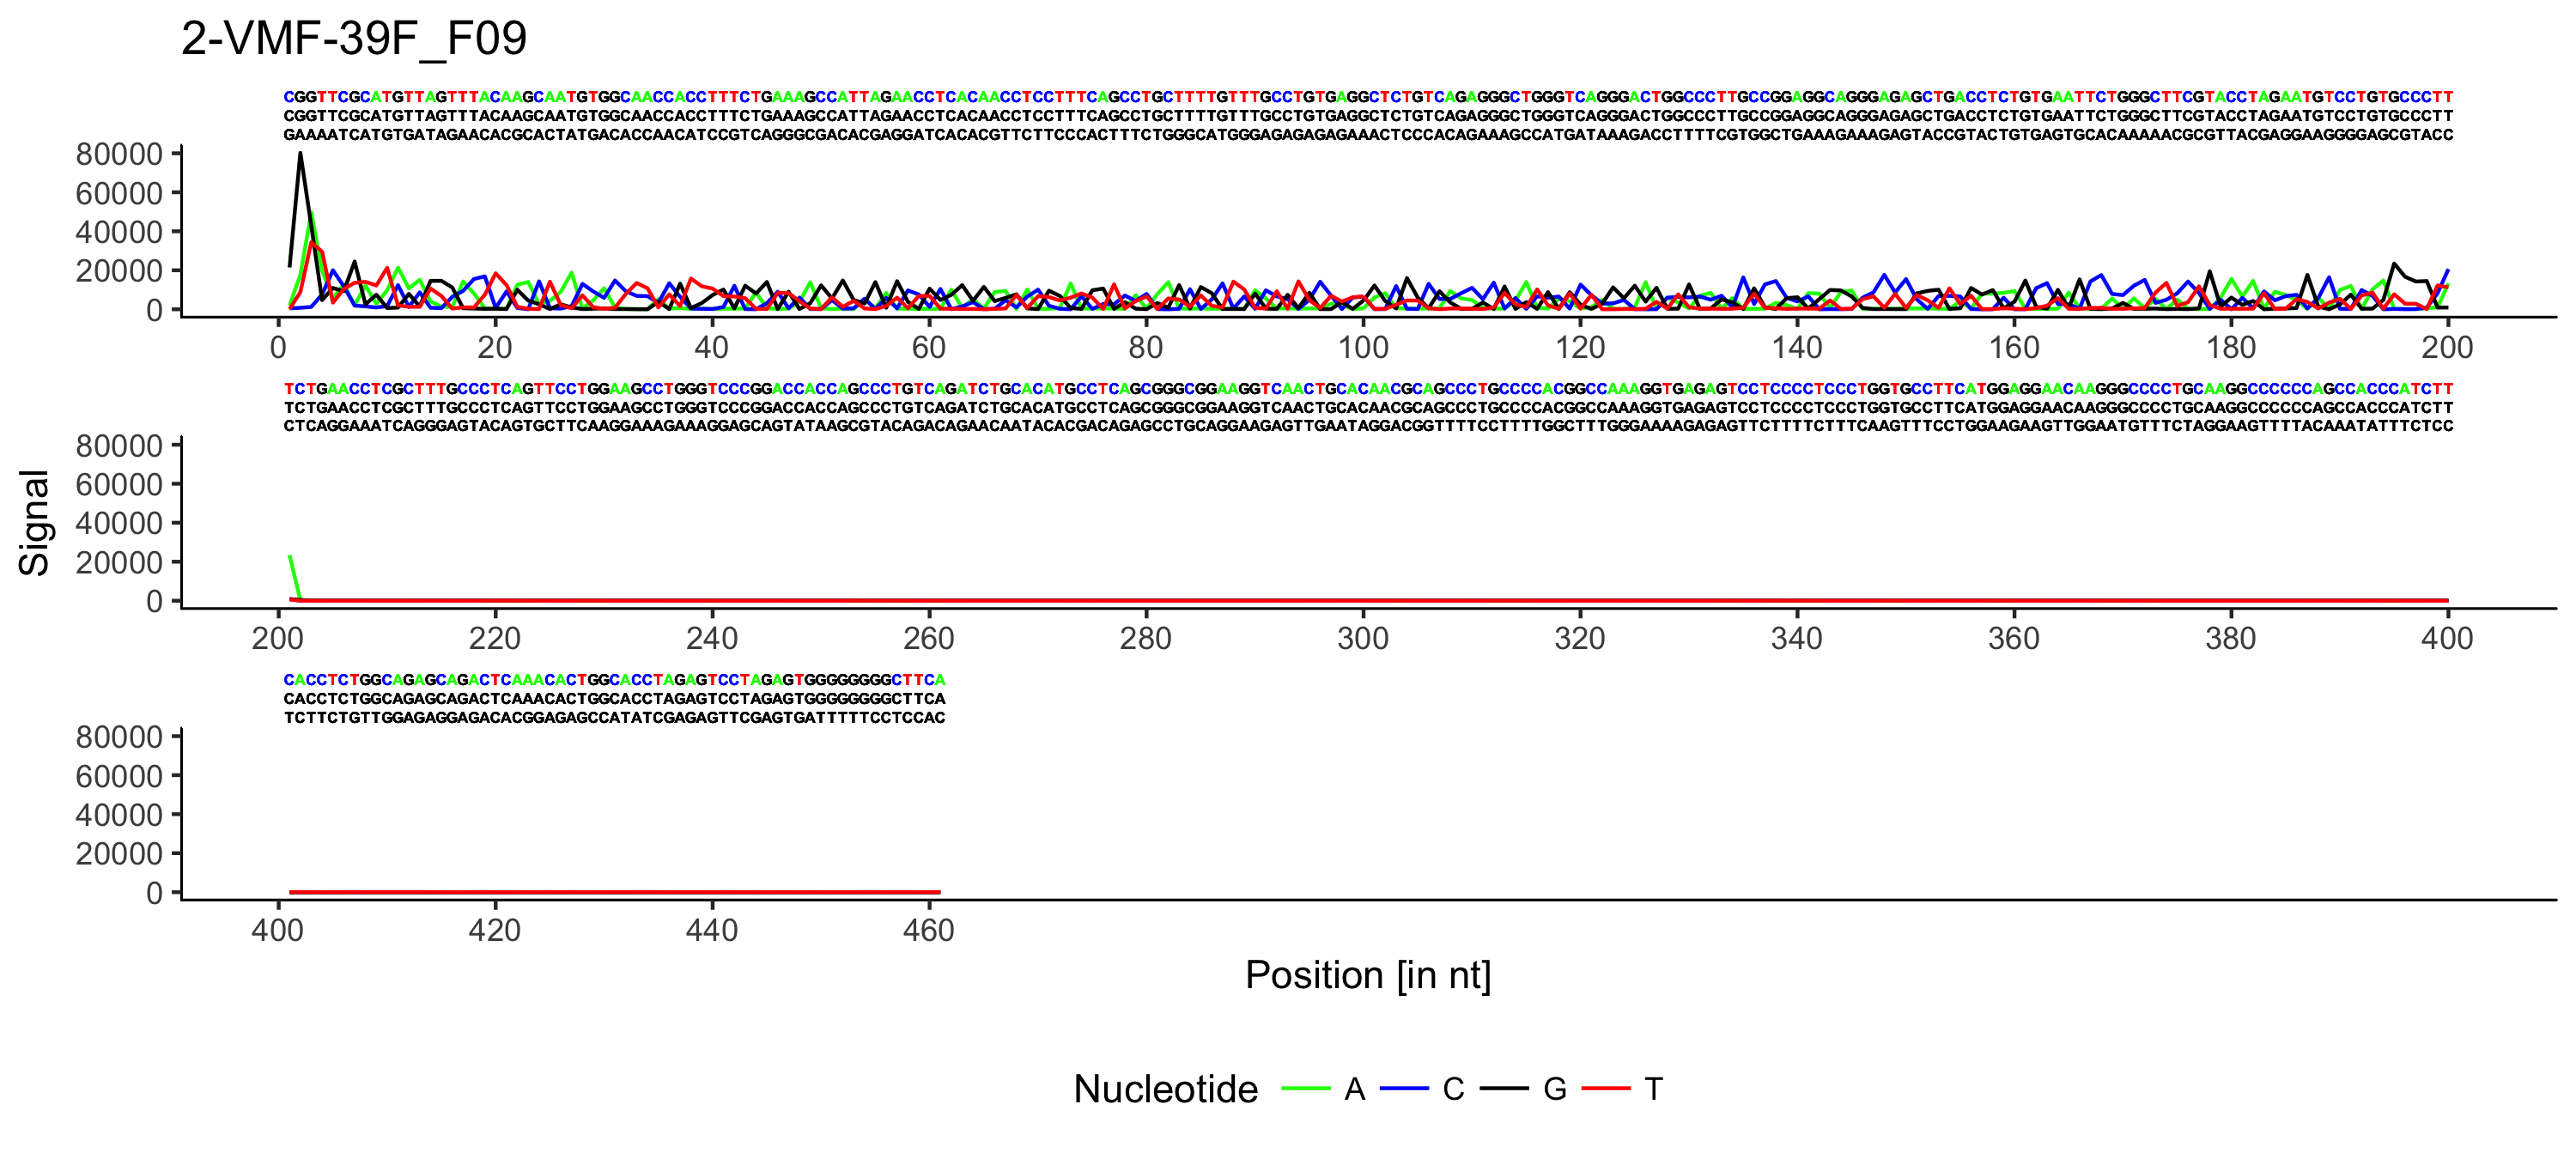 2-VMF-39F_F09
CGGTTCGCATGTTAGTTTACAAGCAATGTGGCAACCACCTTTCTGAAAGCCATTAGAACCTCACAACCTCCTTTCAGCCTGCTTTTGTTTGCCTGTGAGGCTCTGTCAGAGGGCTGGGTCAGGGACTGGCCCTTGCCGGAGGCAGGGAGAGCTGACCTCTGTGAATTCTGGGCTTCGTACCTAGAATGTCCTGTGCCCTT
CGGTTCGCATGTTAGTTTACAAGCAATGTGGCAACCACCTTTCTGAAAGCCATTAGAACCTCACAACCTCCTTTCAGCCTGCTTTTGTTTGCCTGTGAGGCTCTGTCAGAGGGCTGGGTCAGGGACTGGCCCTTGCCGGAGGCAGGGAGAGCTGACCTCTGTGAATTCTGGGCTTCGTACCTAGAATGTCCTGTGCCCTT
GAAAATCATGTGATAGAACACGCACTATGACACCAACATCCGTCAGGGCGACACGAGGATCACACGTTCTTCCCACTTTCTGGGCATGGGAGAGAGAGAAACTCCCACAGAAAGCCATGATAAAGACCTTTTCGTGGCTGAAAGAAAGAGTACCGTACTGTGAGTGCACAAAAACGCGTTACGAGGAAGGGGAGCGTACC
80000
60000
40000
20000
0
0 20 40 60 80 100 120 140 160 180 200
TCTGAACCTCGCTTTGCCCTCAGTTCCTGGAAGCCTGGGTCCCGGACCACCAGCCCTGTCAGATCTGCACATGCCTCAGCGGGCGGAAGGTCAACTGCACAACGCAGCCCTGCCCCACGGCCAAAGGTGAGAGTCCTCCCCTCCCTGGTGCCTTCATGGAGGAACAAGGGCCCCTGCAAGGCCCCCCAGCCACCCATCTT
TCTGAACCTCGCTTTGCCCTCAGTTCCTGGAAGCCTGGGTCCCGGACCACCAGCCCTGTCAGATCTGCACATGCCTCAGCGGGCGGAAGGTCAACTGCACAACGCAGCCCTGCCCCACGGCCAAAGGTGAGAGTCCTCCCCTCCCTGGTGCCTTCATGGAGGAACAAGGGCCCCTGCAAGGCCCCCCAGCCACCCATCTT
CTCAGGAAATCAGGGAGTACAGTGCTTCAAGGAAAGAAAGGAGCAGTATAAGCGTACAGACAGAACAATACACGACAGAGCCTGCAGGAAGAGTTGAATAGGACGGTTTTCCTTTTGGCTTTGGGAAAAGAGAGTTCTTTTCTTTCAAGTTTCCTGGAAGAAGTTGGAATGTTTCTAGGAAGTTTTACAAATATTTCTCC
80000
60000
40000
20000
0
200 220 240 260 280 300 320 340 360 380 400
CACCTCTGGCAGAGCAGACTCAAACACTGGCACCTAGAGTCCTAGAGTGGGGGGGGCTTCA
CACCTCTGGCAGAGCAGACTCAAACACTGGCACCTAGAGTCCTAGAGTGGGGGGGGCTTCA
TCTTCTGTTGGAGAGGAGACACGGAGAGCCATATCGAGAGTTCGAGTGATTTTTCCTCCAC
80000
60000
40000
20000
0
400 420 440 460
Signal
Position [in nt]
Nucleotide A C G T